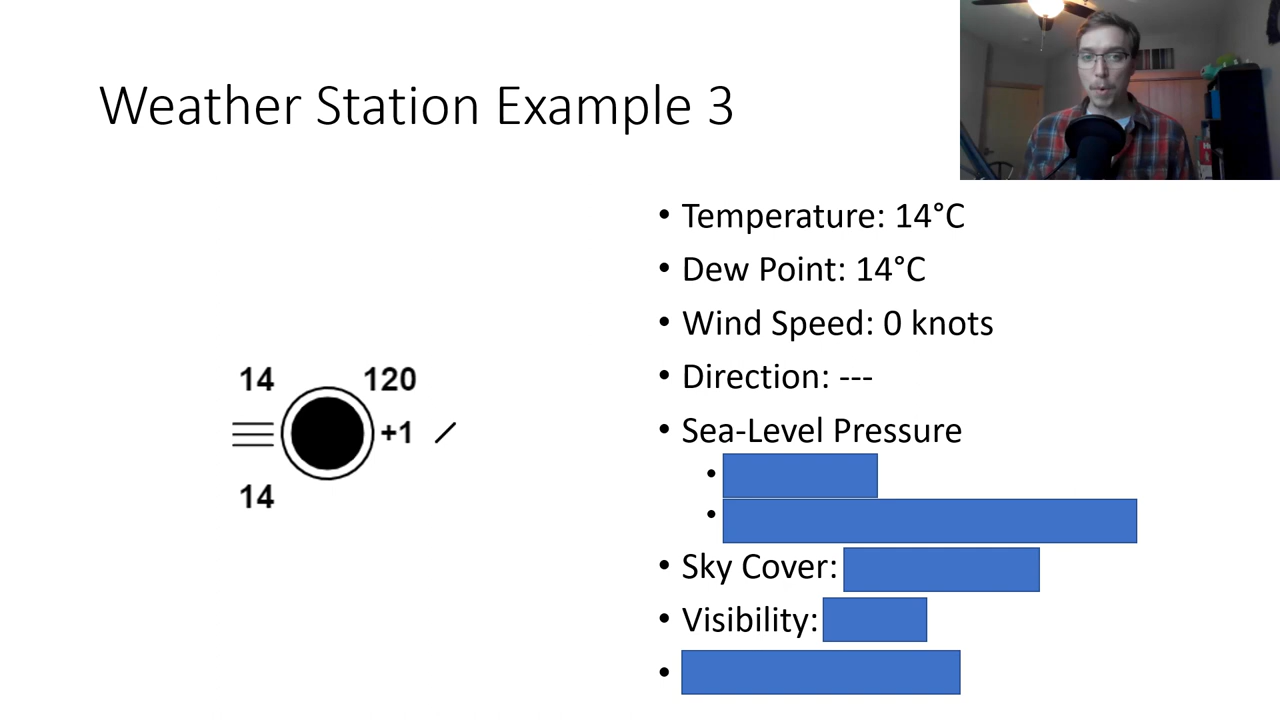 Weather Station Example 3
14 120
+1
14
• Temperature: 14°C
• Dew Point: 14°C
• Wind Speed: 0 knots
• Direction: ---
• Sea-Level Pressure
• Sky Cover:
• Visibility: